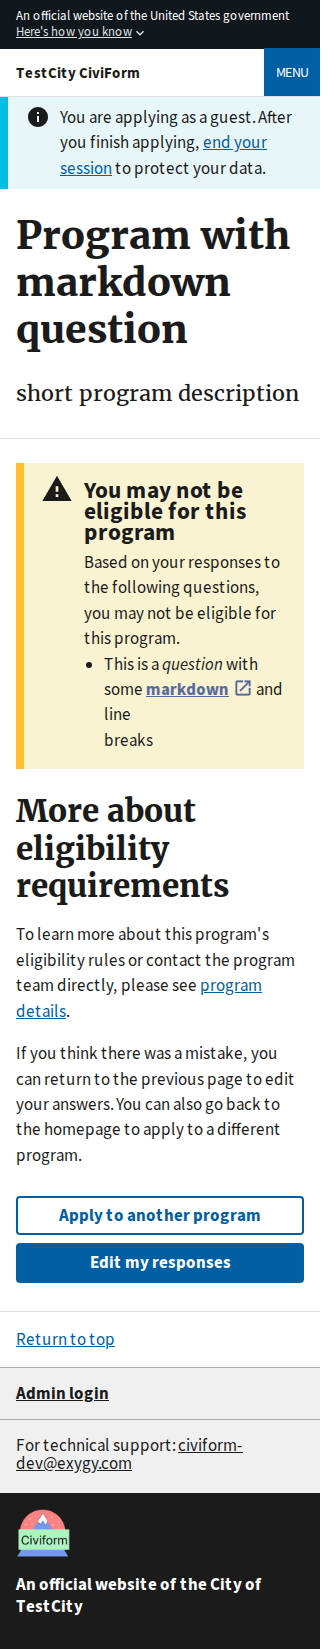 An official website of the United States government
Here's how you know
TestCity CiviForm
MENU
You are applying as a guest. After
you finish applying, end your
session to protect your data.
Program with
markdown
question
short program description
You may not be
eligible for this
program
Based on your responses to
the following questions,
you may not be eligible for
this program.
• This is a question with
some markdown and
line
breaks
More about
eligibility
requirements
To learn more about this program's
eligibility rules or contact the program
team directly, please see program
details.
If you think there was a mistake, you
can return to the previous page to edit
your answers. You can also go back to
the homepage to apply to a different
program.
Apply to another program
Edit my responses
Return to top
Admin login
For technical support: civiform-
dev@exygy.com
Civiform
An official website of the City of
TestCity